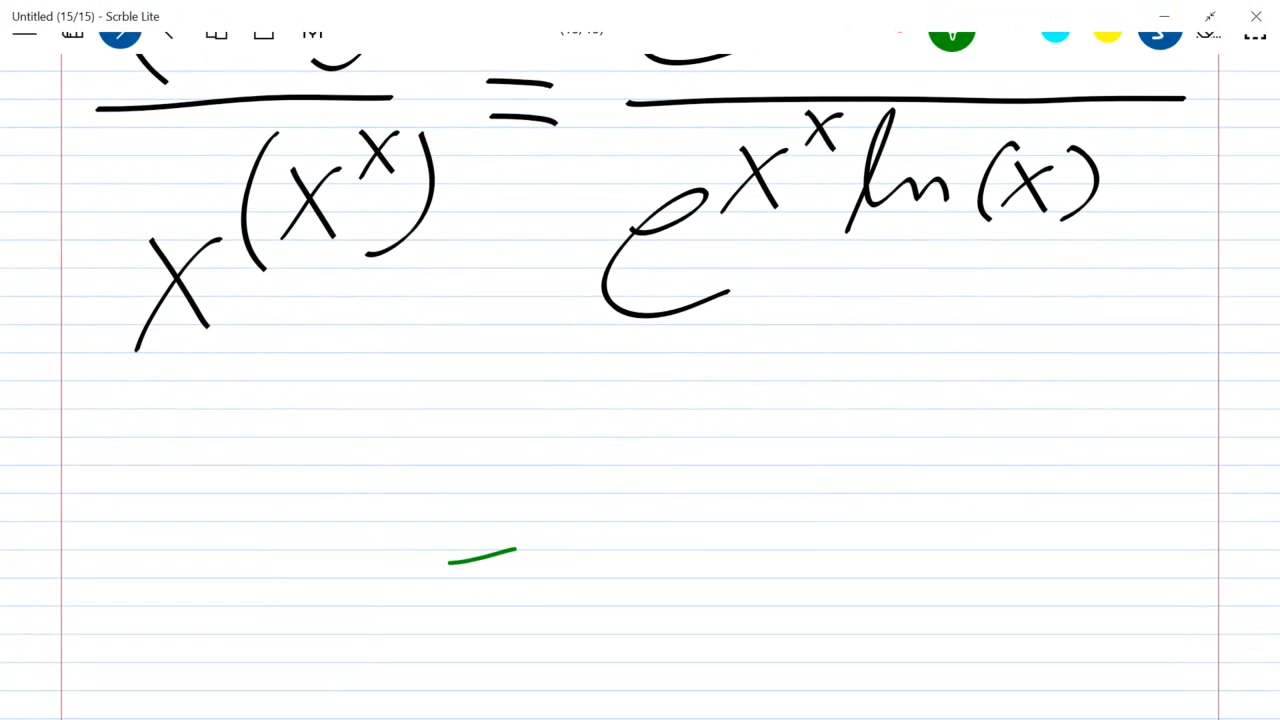 Untitled (15/15) - Scrble Lite
=
x^(x^x) e^x^x ln(x)